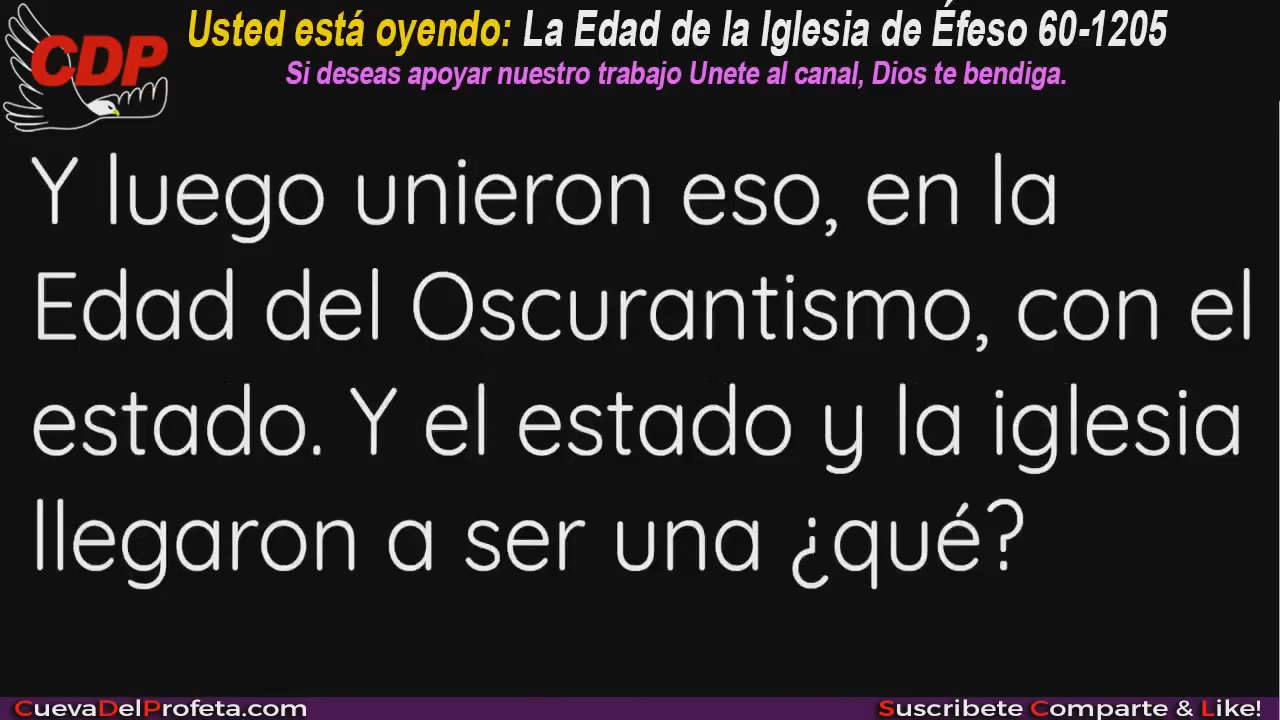 CDP
Usted está oyendo: La Edad de la Iglesia de Éfeso 60-1205
Si deseas apoyar nuestro trabajo Unete al canal, Dios te bendiga.
Y luego unieron eso, en la
Edad del Oscurantismo, con el
estado. Y el estado y la iglesia
llegaron a ser una ¿qué?
CuevaDelProfeta.com
Suscribete Comparte & Like!